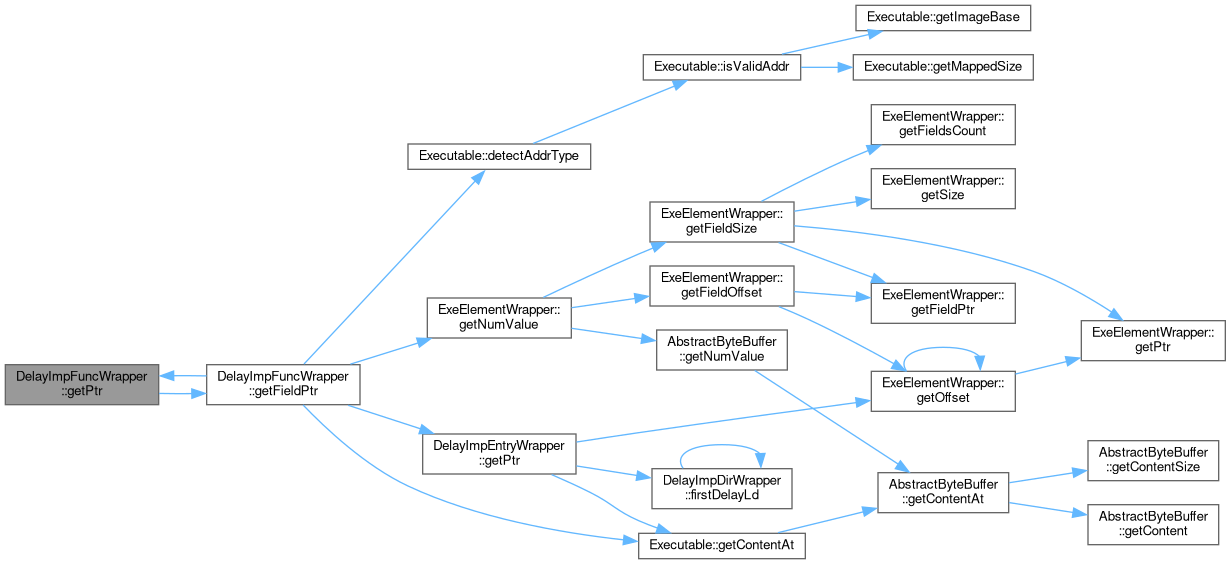 Executable::getImageBase
Executable::isValidAddr
Executable::getMappedSize
ExeElementWrapper::
getFieldsCount
Executable::detectAddrType
ExeElementWrapper::
getSize
ExeElementWrapper::
getFieldSize
ExeElementWrapper::
getFieldOffset
ExeElementWrapper::
getFieldPtr
ExeElementWrapper::
getNumValue
ExeElementWrapper::
getPtr
AbstractByteBuffer
::getNumValue
DelayImpFuncWrapper
::getPtr
DelayImpFuncWrapper
::getFieldPtr
ExeElementWrapper::
getOffset
DelayImpEntryWrapper
::getPtr
DelayImpDirWrapper
::firstDelayLd
AbstractByteBuffer
::getContentAt
AbstractByteBuffer
::getContentSize
AbstractByteBuffer
::getContent
Executable::getContentAt